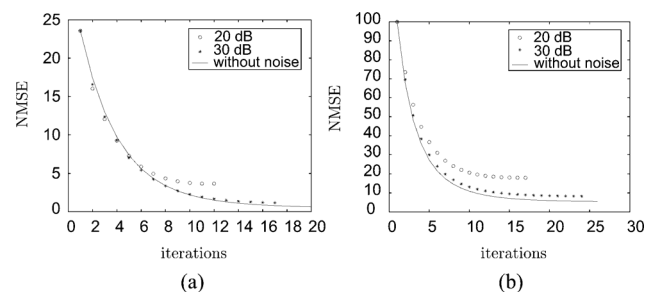 25
20
15
10
5
0
NMSE
20 dB
30 dB
without noise
0 2 4 6 8 10 12 14 16 18 20
iterations
(a)
100
90
80
70
60
50
40
30
20
10
0
NMSE
20 dB
30 dB
without noise
0 5 10 15 20 25 30
iterations
(b)